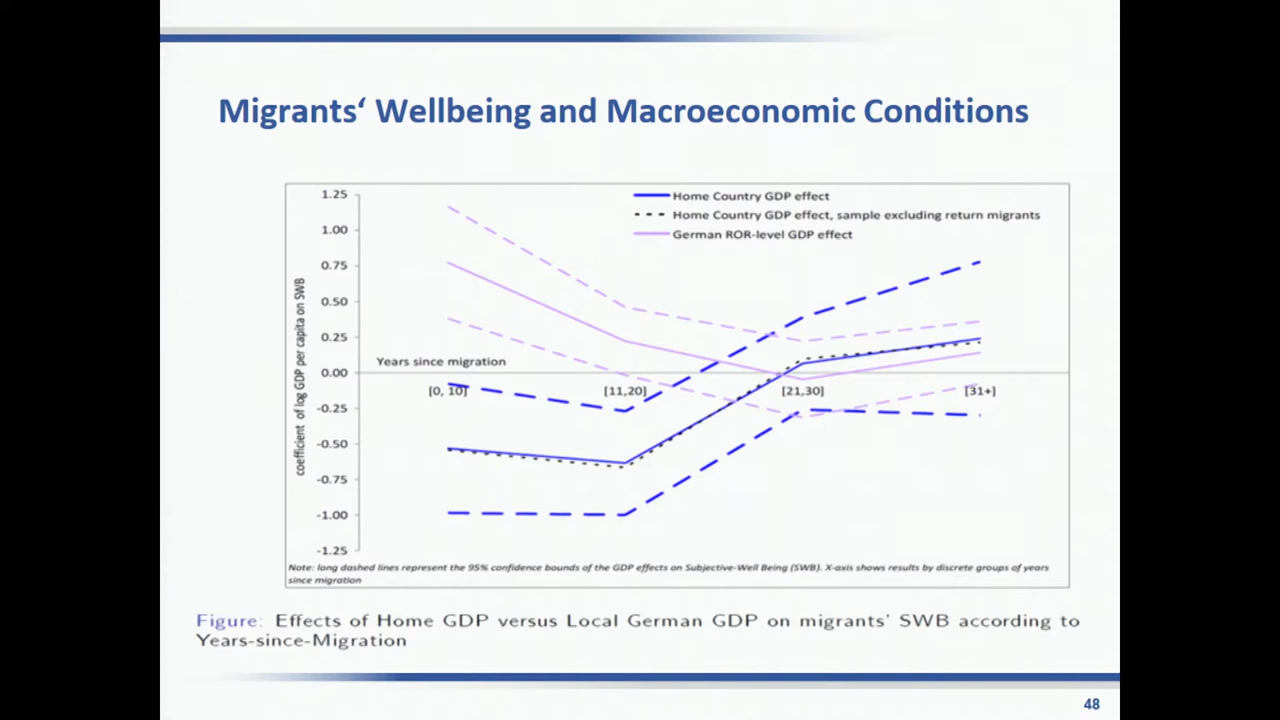 Migrants‘ Wellbeing and Macroeconomic Conditions
Home Country GDP effect
Home Country GDP effect, sample excluding return migrants
German ROR-level GDP effect
coefficient of log GDP per capita on SWB
1.25
1.00
0.75
0.50
0.25
0.00
-0.25
-0.50
-0.75
-1.00
-1.25
Years since migration
[0, 10]
[11,20]
[21,30]
[31+]
Note: long dashed lines represent the 95% confidence bounds of the GDP effects on Subjective-Well Being (SWB). X-axis shows results by discrete groups of years
since migration
Figure: Effects of Home GDP versus Local German GDP on migrants' SWB according to
Years-since-Migration
48